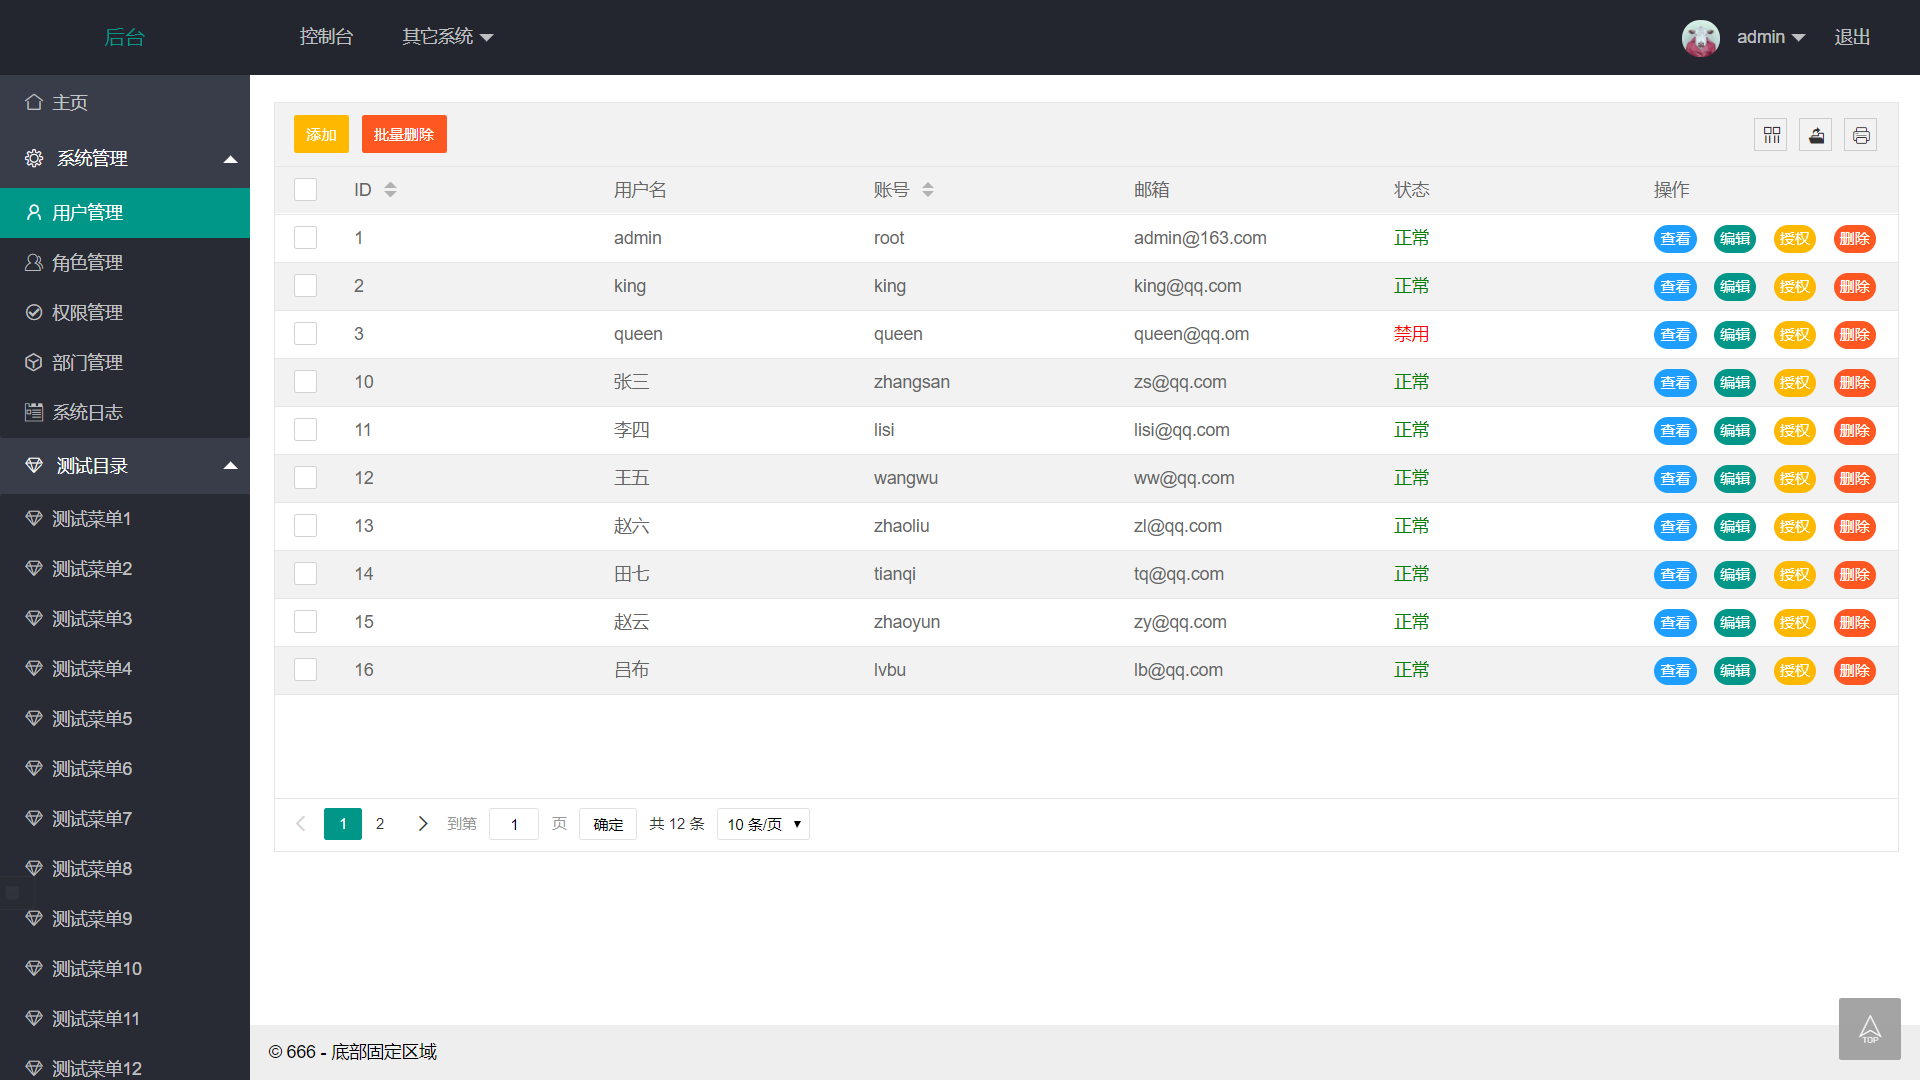 后台 控制台 其它系统 admin 退出
主页
系统管理
用户管理
角色管理
权限管理
部门管理
系统日志
测试目录
测试菜单1
测试菜单2
测试菜单3
测试菜单4
测试菜单5
测试菜单6
测试菜单7
测试菜单8
测试菜单9
测试菜单10
测试菜单11
测试菜单12
添加 批量删除
ID 用户名 账号 邮箱 状态 操作
1 admin root admin@163.com 正常 查看 编辑 授权 删除
2 king king king@qq.com 正常 查看 编辑 授权 删除
3 queen queen queen@qq.om 禁用 查看 编辑 授权 删除
10 张三 zhangsan zs@qq.com 正常 查看 编辑 授权 删除
11 李四 lisi lisi@qq.com 正常 查看 编辑 授权 删除
12 王五 wangwu ww@qq.com 正常 查看 编辑 授权 删除
13 赵六 zhaoliu zl@qq.com 正常 查看 编辑 授权 删除
14 田七 tianqi tq@qq.com 正常 查看 编辑 授权 删除
15 赵云 zhaoyun zy@qq.com 正常 查看 编辑 授权 删除
16 吕布 lvbu lb@qq.com 正常 查看 编辑 授权 删除
1 2 到第 1 页 确定 共 12 条 10 条/页
© 666 - 底部固定区域
TOP